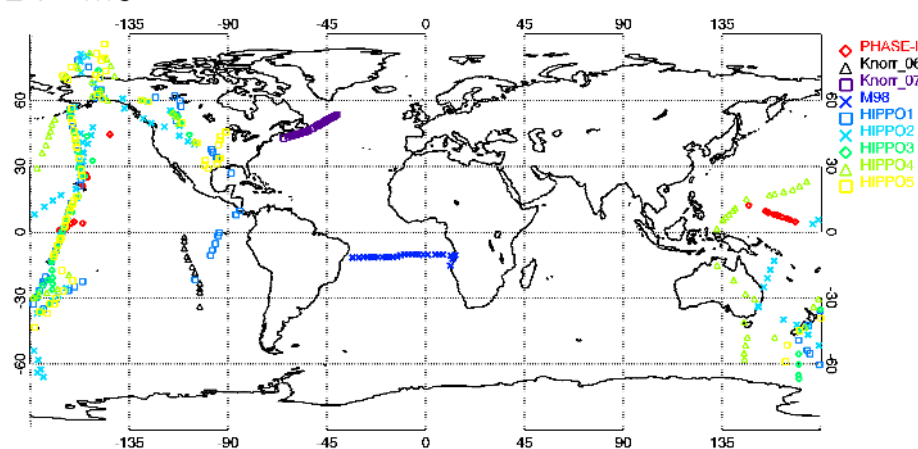 -135 -90 -45 0 45 90 135
PHASE-I
Knorr_06
Knorr_07
M98
HIPPO1
HIPPO2
HIPPO3
HIPPO4
HIPPO5
60 60
30 30
0 0
-30 -30
-60 -60
-135 -90 -45 0 45 90 135